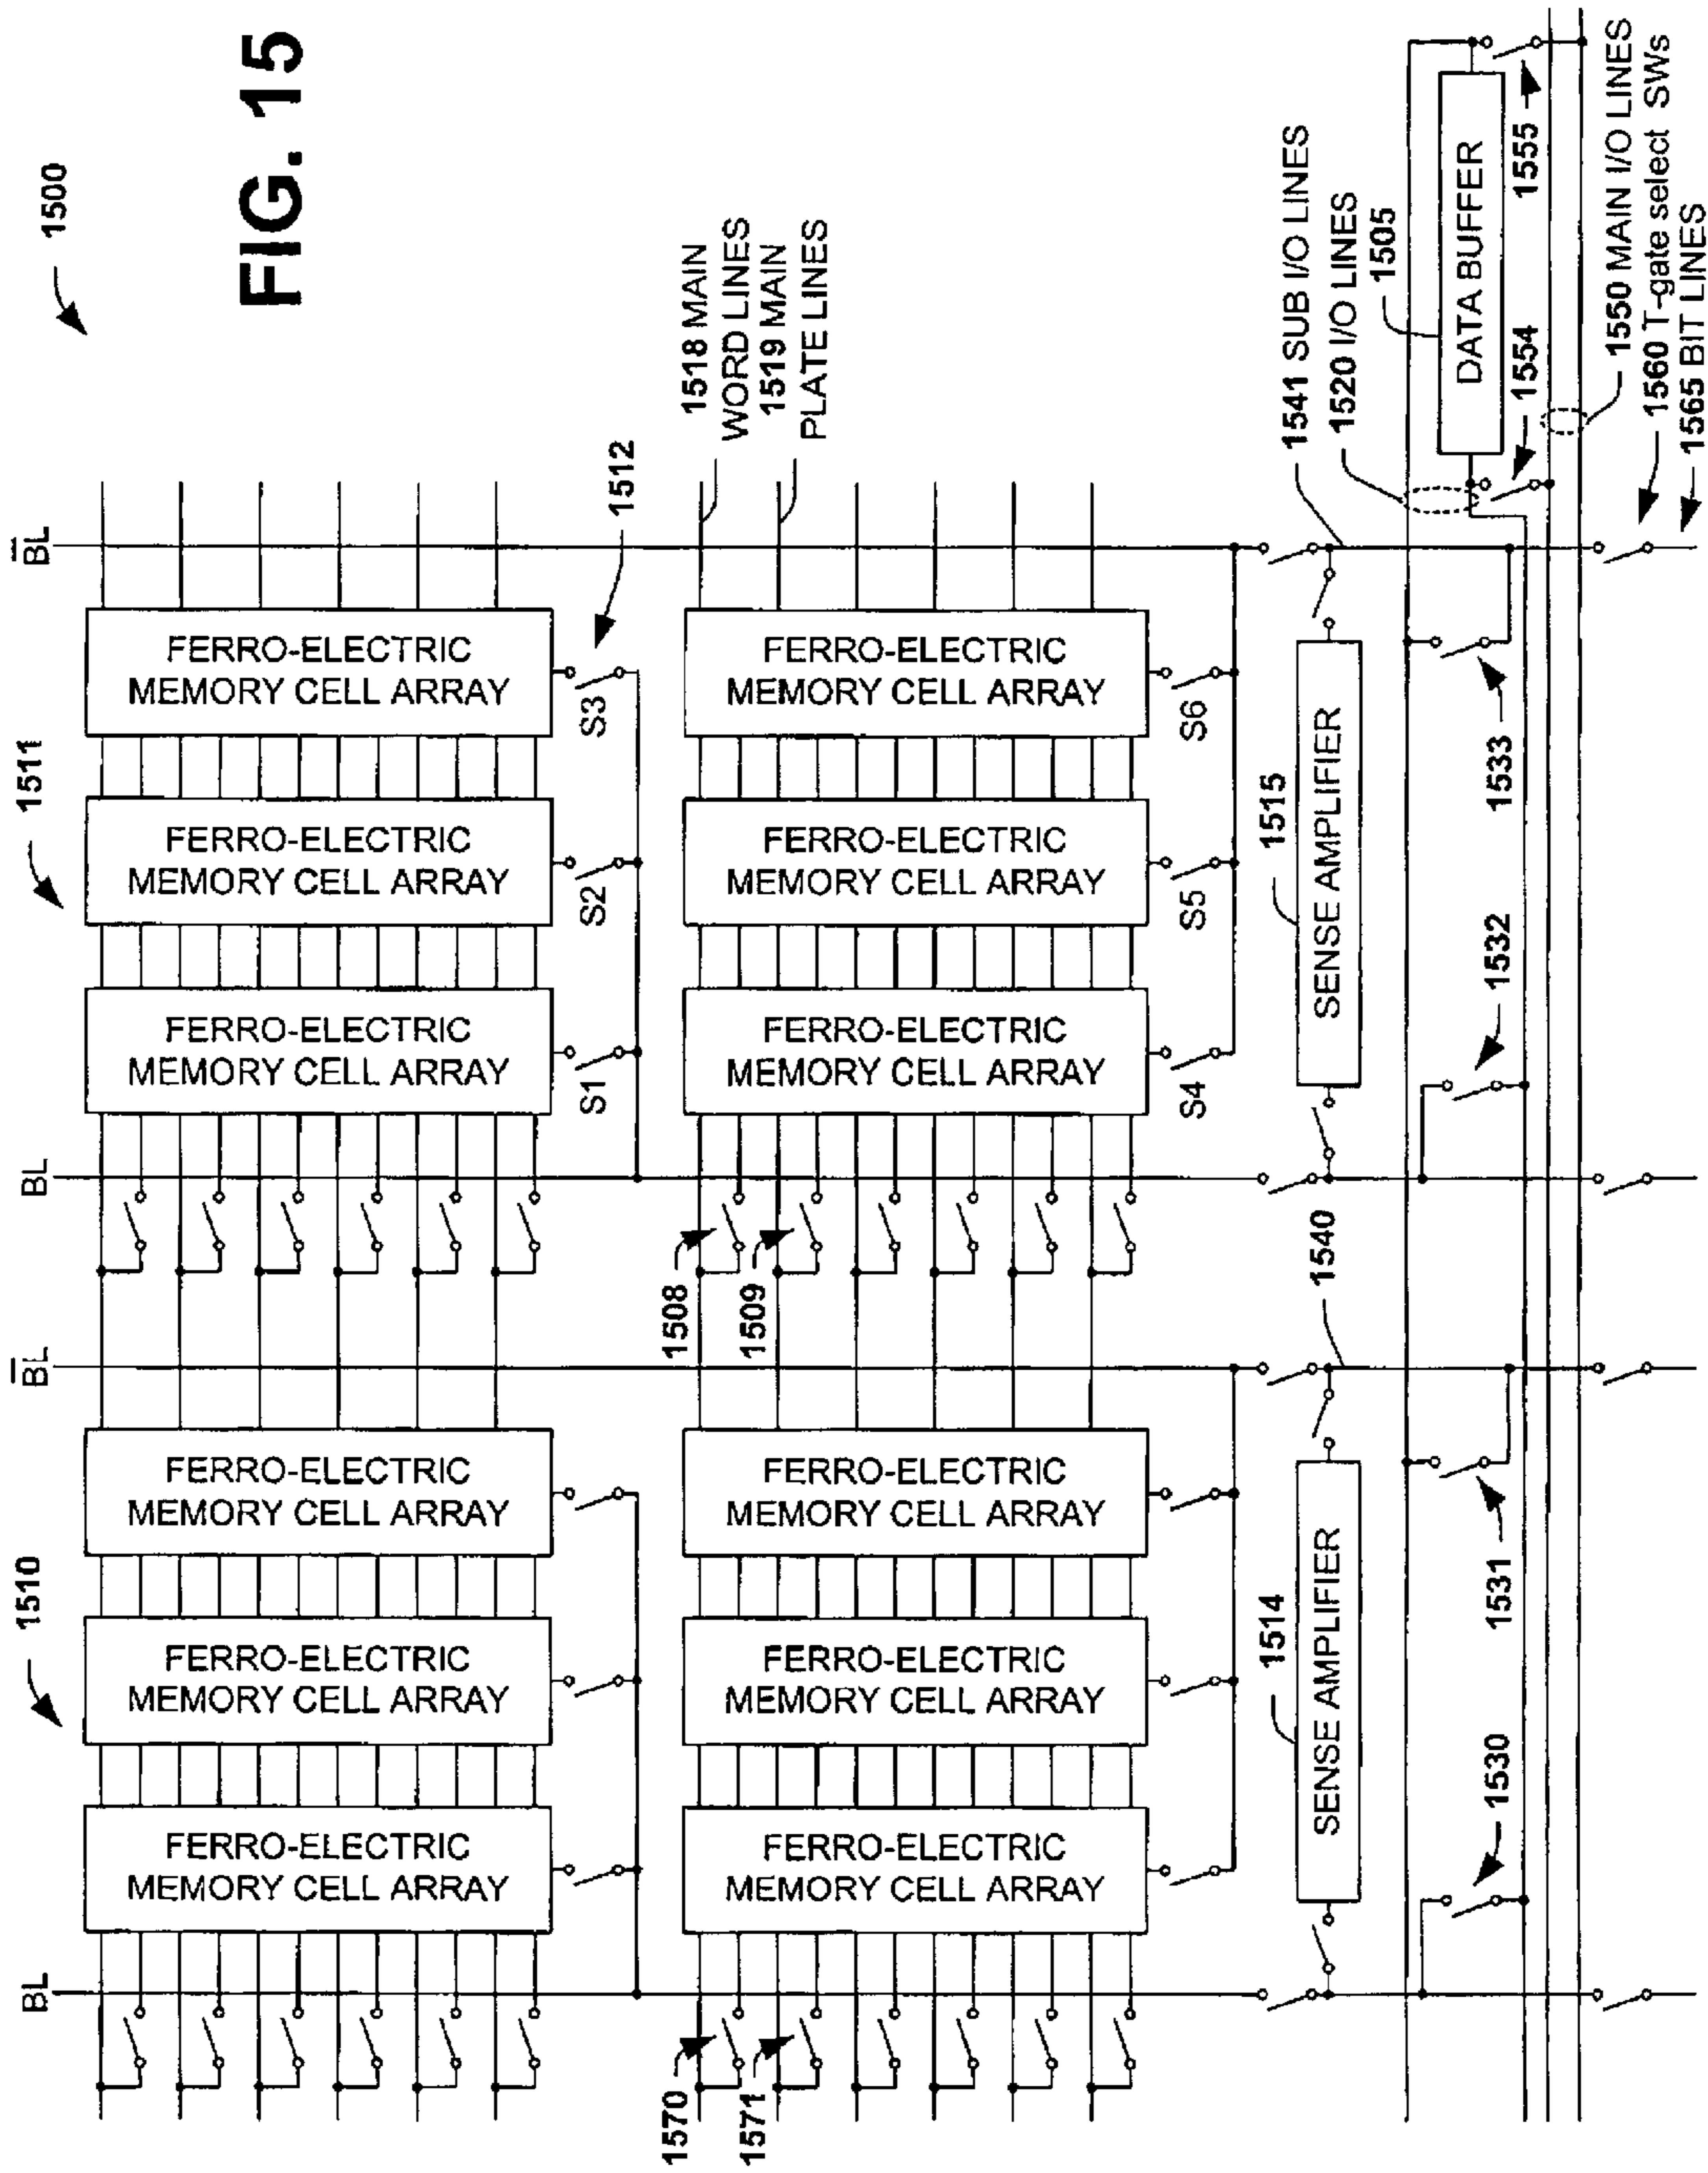 FIG. 15
1500
1510
1511
BL
BL
BL
BL
FERRO-ELECTRIC
MEMORY CELL ARRAY
FERRO-ELECTRIC
MEMORY CELL ARRAY
FERRO-ELECTRIC
MEMORY CELL ARRAY
FERRO-ELECTRIC
MEMORY CELL ARRAY
FERRO-ELECTRIC
MEMORY CELL ARRAY
FERRO-ELECTRIC
MEMORY CELL ARRAY
S1
S2
S3
1512
1570
1571
1508
1509
1518 MAIN
WORD LINES
1519 MAIN
PLATE LINES
FERRO-ELECTRIC
MEMORY CELL ARRAY
FERRO-ELECTRIC
MEMORY CELL ARRAY
FERRO-ELECTRIC
MEMORY CELL ARRAY
FERRO-ELECTRIC
MEMORY CELL ARRAY
FERRO-ELECTRIC
MEMORY CELL ARRAY
FERRO-ELECTRIC
MEMORY CELL ARRAY
S4
S5
S6
1514
SENSE AMPLIFIER
1540
1515
SENSE AMPLIFIER
1541 SUB I/O LINES
1520 I/O LINES
1505
DATA BUFFER
1530
1531
1532
1533
1554
1555
1550 MAIN I/O LINES
1560 T-gate select SWs
1565 BIT LINES